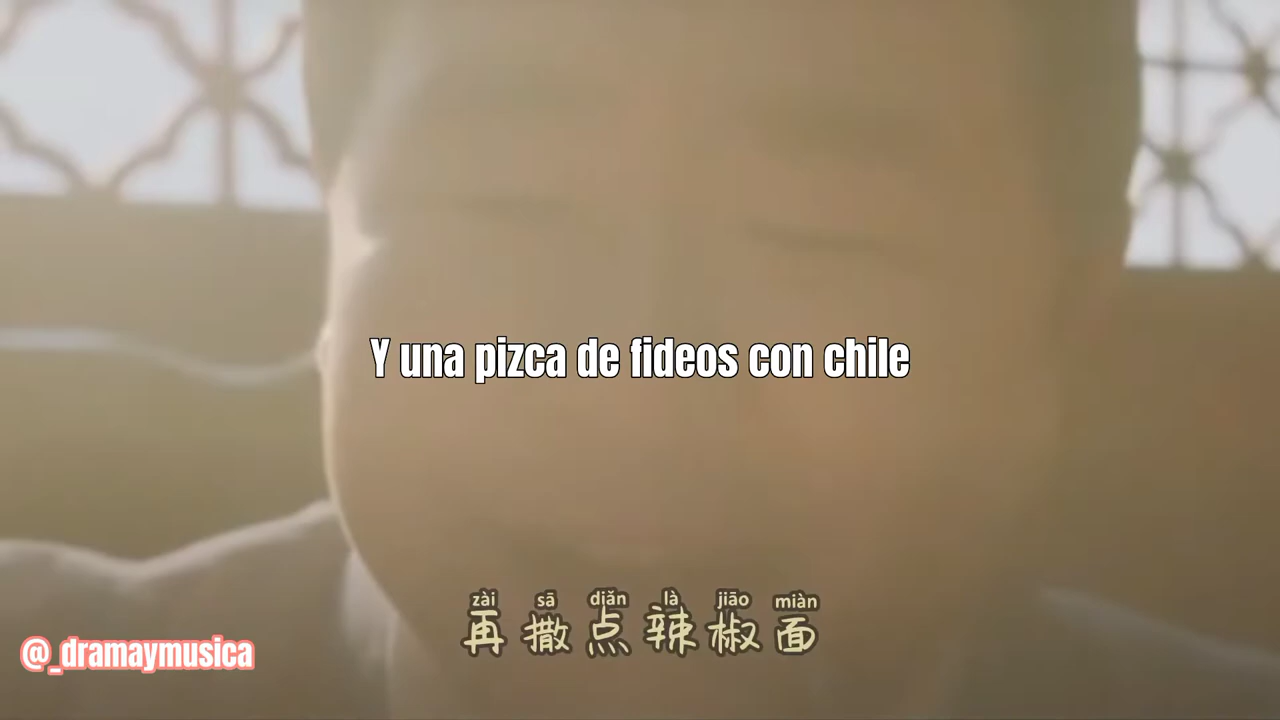 Y una pizca de fideos con chile
zài sā diǎn là jiāo miàn
再撒点辣椒面
@_dramaymusica